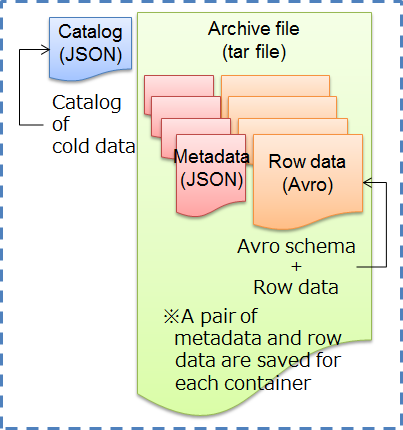 Catalog
(JSON)
Catalog
of
cold data
Archive file
(tar file)
Metadata
(JSON)
Row data
(Avro)
Avro schema
+
Row data
※A pair of
metadata and row
data are saved for
each container